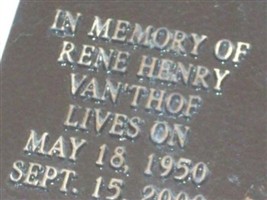 IN MEMORY OF
RENE HENRY
VAN'THOF
LIVES ON
MAY 18, 1950
SEPT. 15